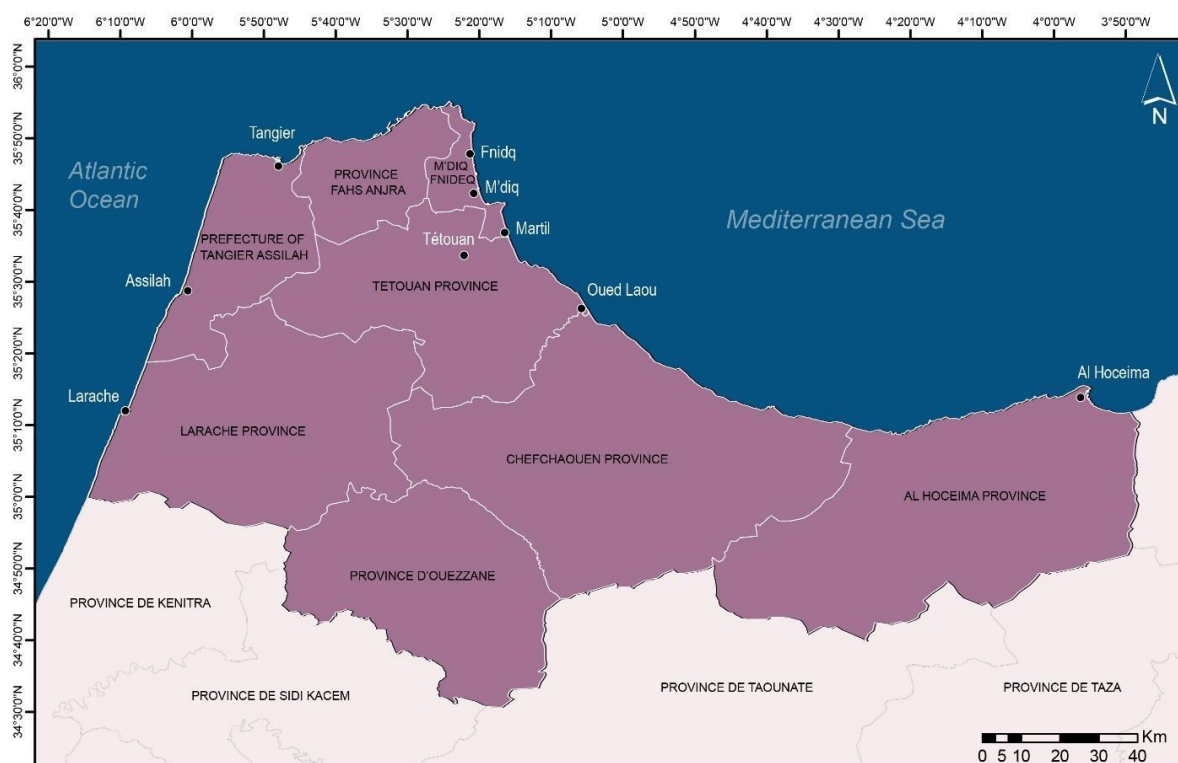 6°20'0"W 6°10'0"W 6°0'0"W 5°50'0"W 5°40'0"W 5°30'0"W 5°20'0"W 5°10'0"W 5°0'0"W 4°50'0"W 4°40'0"W 4°30'0"W 4°20'0"W 4°10'0"W 4°0'0"W 3°50'0"W
36°0'0"N
35°50'0"N
35°40'0"N
35°30'0"N
35°20'0"N
35°10'0"N
35°0'0"N
34°50'0"N
34°40'0"N
34°30'0"N
N
Atlantic
Ocean
Mediterranean Sea
Tangier
Fnidq
M'diq
Martil
Tétouan
Assilah
Oued Laou
Larache
Al Hoceima
PROVINCE
FAHS ANJRA
M'DIQ
FNIDEQ
PREFECTURE OF
TANGIER ASSILAH
TETOUAN PROVINCE
LARACHE PROVINCE
CHEFCHAOUEN PROVINCE
AL HOCEIMA PROVINCE
PROVINCE D'OUEZZANE
PROVINCE DE KENITRA
PROVINCE DE SIDI KACEM
PROVINCE DE TAOUNATE
PROVINCE DE TAZA
Km
0 5 10 20 30 40